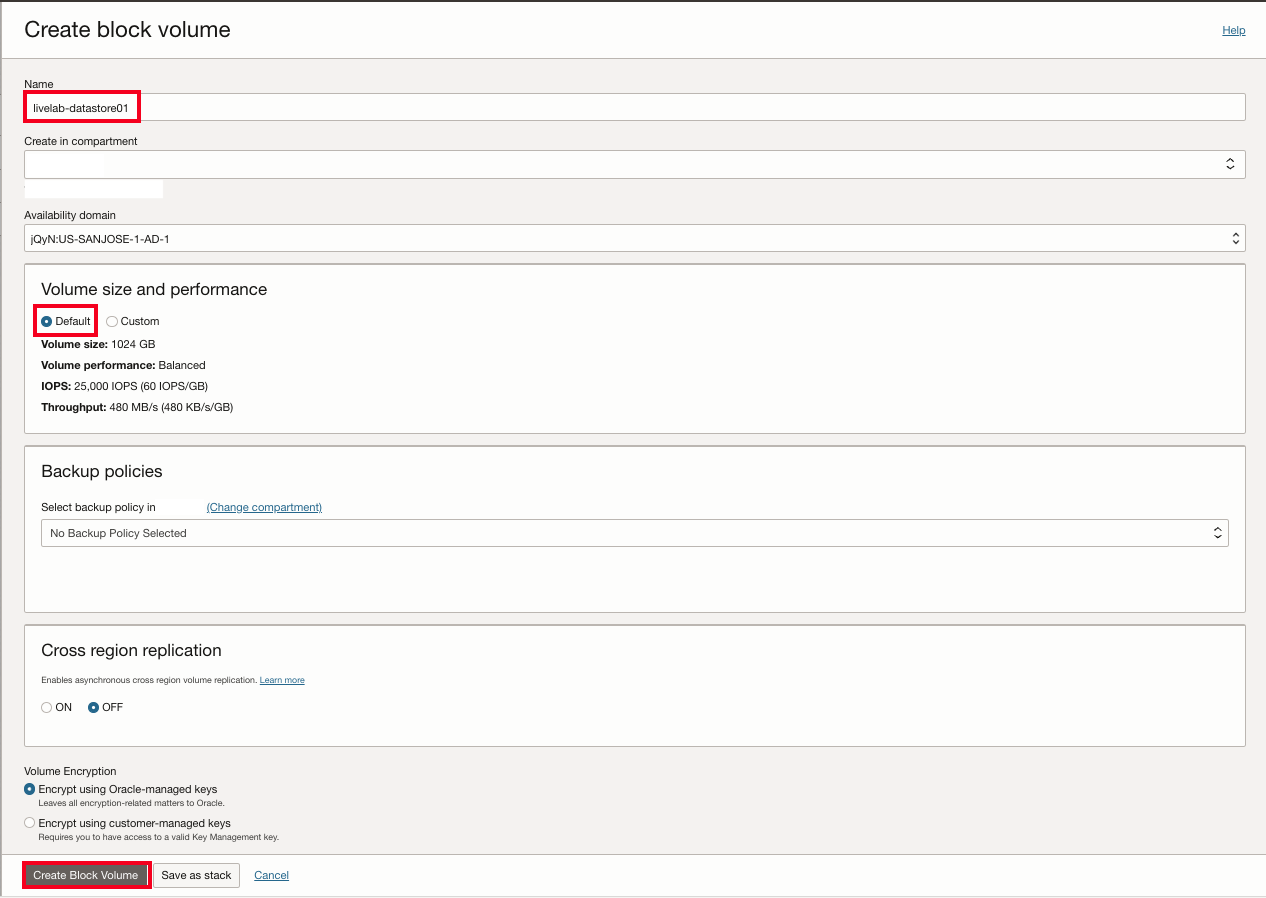 Create block volume
Help
Name
livelab-datastore01
Create in compartment
Availability domain
jQyN:US-SANJOSE-1-AD-1
Volume size and performance
Default Custom
Volume size: 1024 GB
Volume performance: Balanced
IOPS: 25,000 IOPS (60 IOPS/GB)
Throughput: 480 MB/s (480 KB/s/GB)
Backup policies
Select backup policy in (Change compartment)
No Backup Policy Selected
Cross region replication
Enables asynchronous cross region volume replication. Learn more
ON OFF
Volume Encryption
Encrypt using Oracle-managed keys
Leaves all encryption-related matters to Oracle.
Encrypt using customer-managed keys
Requires you to have access to a valid Key Management key.
Create Block Volume Save as stack Cancel